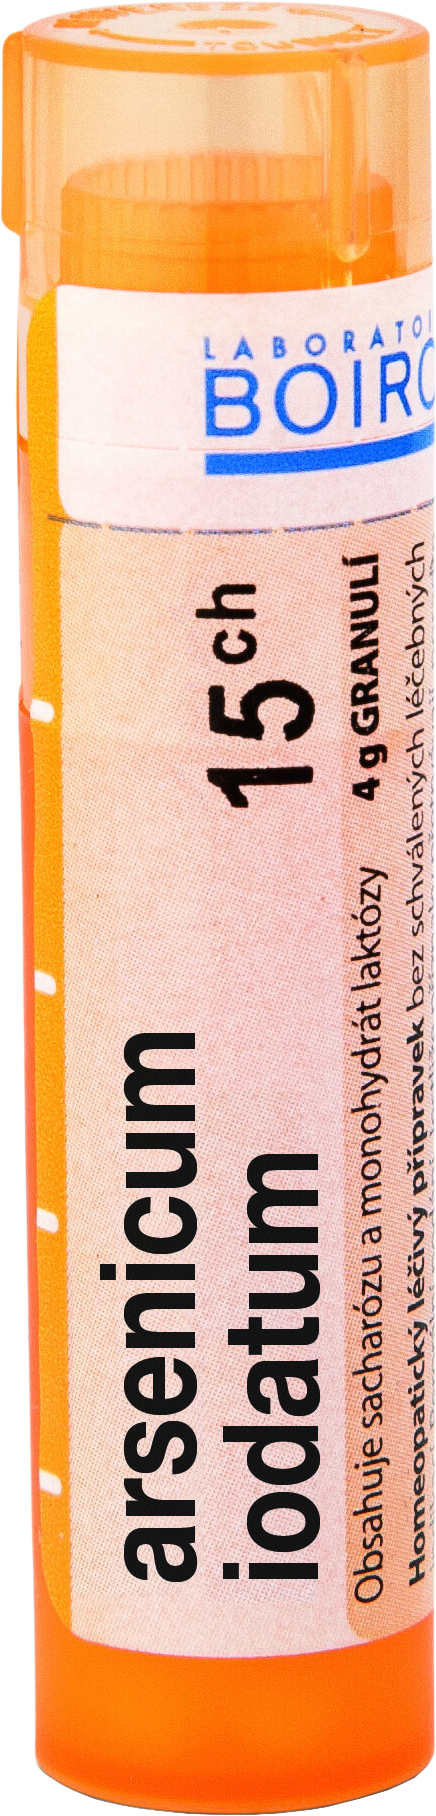 LABORATOI
BOIRO
arsenicum
iodatum
15 ch
4 g GRANULÍ
Obsahuje sacharózu a monohydrát laktózy
Homeopatický léčivý přípravek bez schválených léčebných